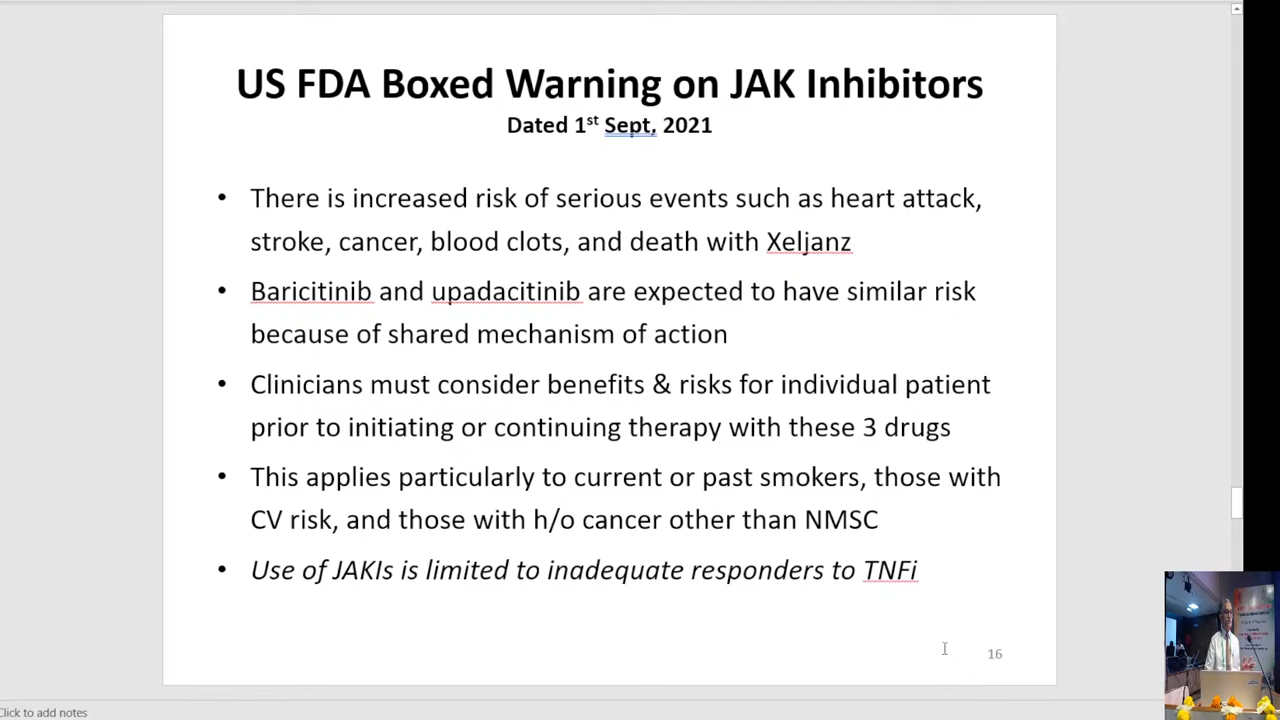 US FDA Boxed Warning on JAK Inhibitors
Dated 1st Sept, 2021
• There is increased risk of serious events such as heart attack,
stroke, cancer, blood clots, and death with Xeljanz
• Baricitinib and upadacitinib are expected to have similar risk
because of shared mechanism of action
• Clinicians must consider benefits & risks for individual patient
prior to initiating or continuing therapy with these 3 drugs
• This applies particularly to current or past smokers, those with
CV risk, and those with h/o cancer other than NMSC
• Use of JAKIs is limited to inadequate responders to TNFi
16
Click to add notes